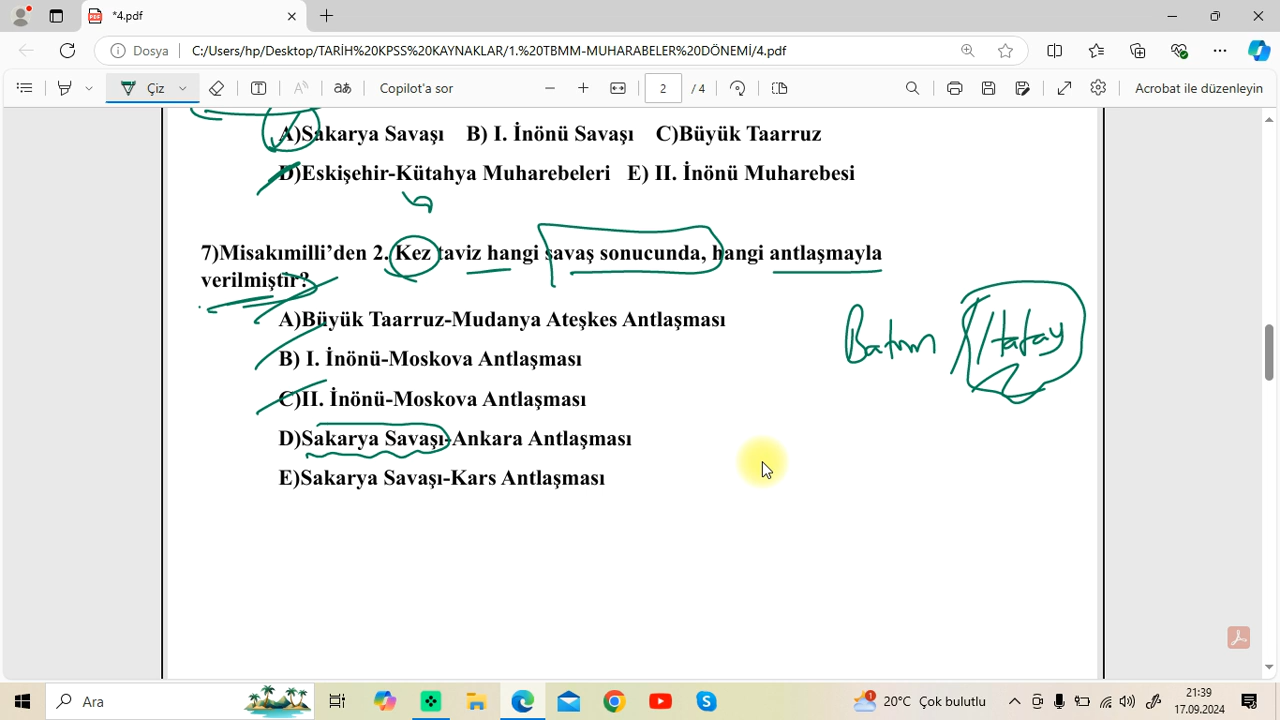 *4.pdf
Dosya C:/Users/hp/Desktop/TARİH%20KPSS%20KAYNAKLAR/1.%20TBMM-MUHARABELER%20DÖNEMİ/4.pdf
Çiz aあ Copilot'a sor 2 / 4 Acrobat ile düzenleyin
A)Sakarya Savaşı B) I. İnönü Savaşı C)Büyük Taarruz
D)Eskişehir-Kütahya Muharebeleri E) II. İnönü Muharebesi
7)Misakımilli’den 2. Kez taviz hangi savaş sonucunda, hangi antlaşmayla
verilmiştir?
A)Büyük Taarruz-Mudanya Ateşkes Antlaşması
Batum / Hatay
B) I. İnönü-Moskova Antlaşması
C)II. İnönü-Moskova Antlaşması
D)Sakarya Savaşı-Ankara Antlaşması
E)Sakarya Savaşı-Kars Antlaşması
Ara 1 20°C Çok bulutlu 21:39
17.09.2024